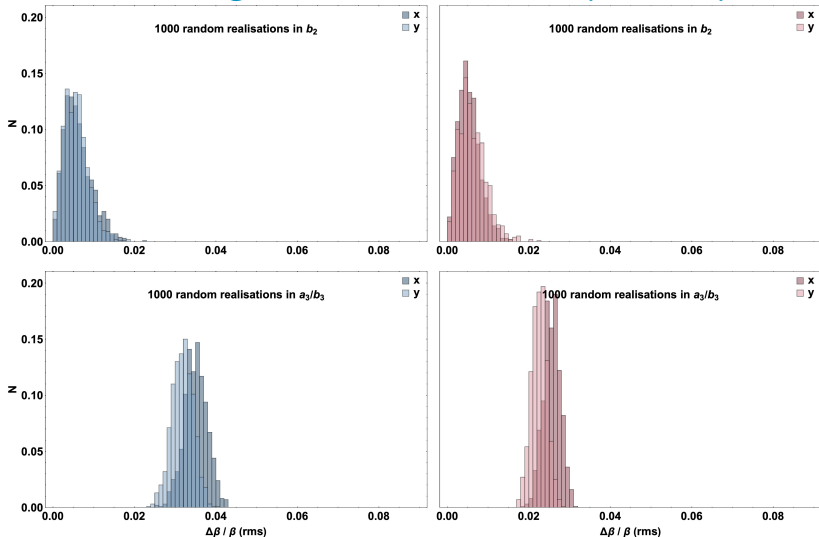 0.20
x
y
1000 random realisations in b₂
0.15
N
0.10
0.05
0.00
0.00 0.02 0.04 0.06 0.08
x
y
1000 random realisations in b₂
0.00 0.02 0.04 0.06 0.08
0.20
x
y
1000 random realisations in a₃/b₃
0.15
N
0.10
0.05
0.00
0.00 0.02 0.04 0.06 0.08
Δβ / β (rms)
x
y
1000 random realisations in a₃/b₃
0.00 0.02 0.04 0.06 0.08
Δβ / β (rms)